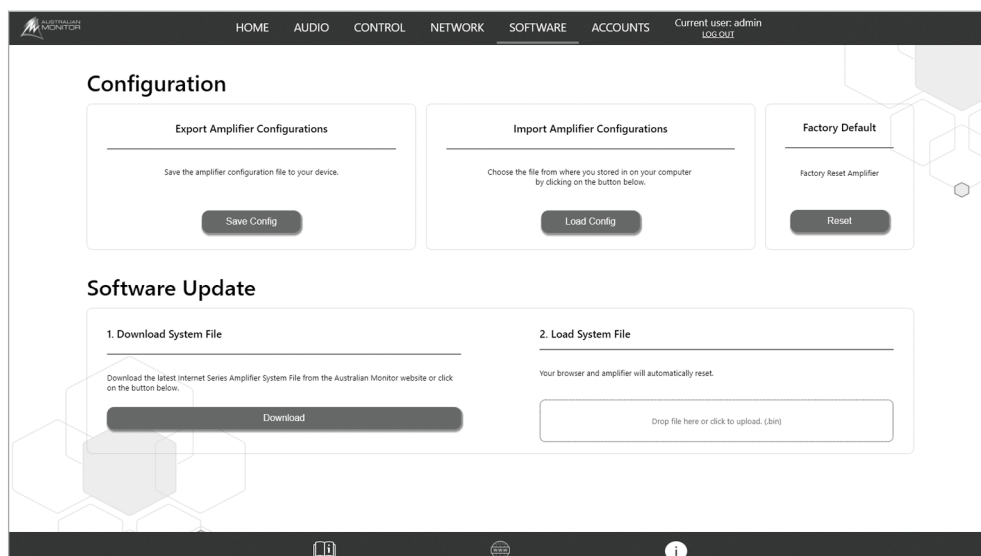 AUSTRALIAN
MONITOR
HOME AUDIO CONTROL NETWORK SOFTWARE ACCOUNTS
Current user: admin
LOG OUT
Configuration
Export Amplifier Configurations
Save the amplifier configuration file to your device.
Save Config
Import Amplifier Configurations
Choose the file from where you stored in on your computer
by clicking on the button below.
Load Config
Factory Default
Factory Reset Amplifier
Reset
Software Update
1. Download System File
Download the latest Internet Series Amplifier System File from the Australian Monitor website or click
on the button below.
Download
2. Load System File
Your browser and amplifier will automatically reset.
Drop file here or click to upload. (.bin)
i
www
i